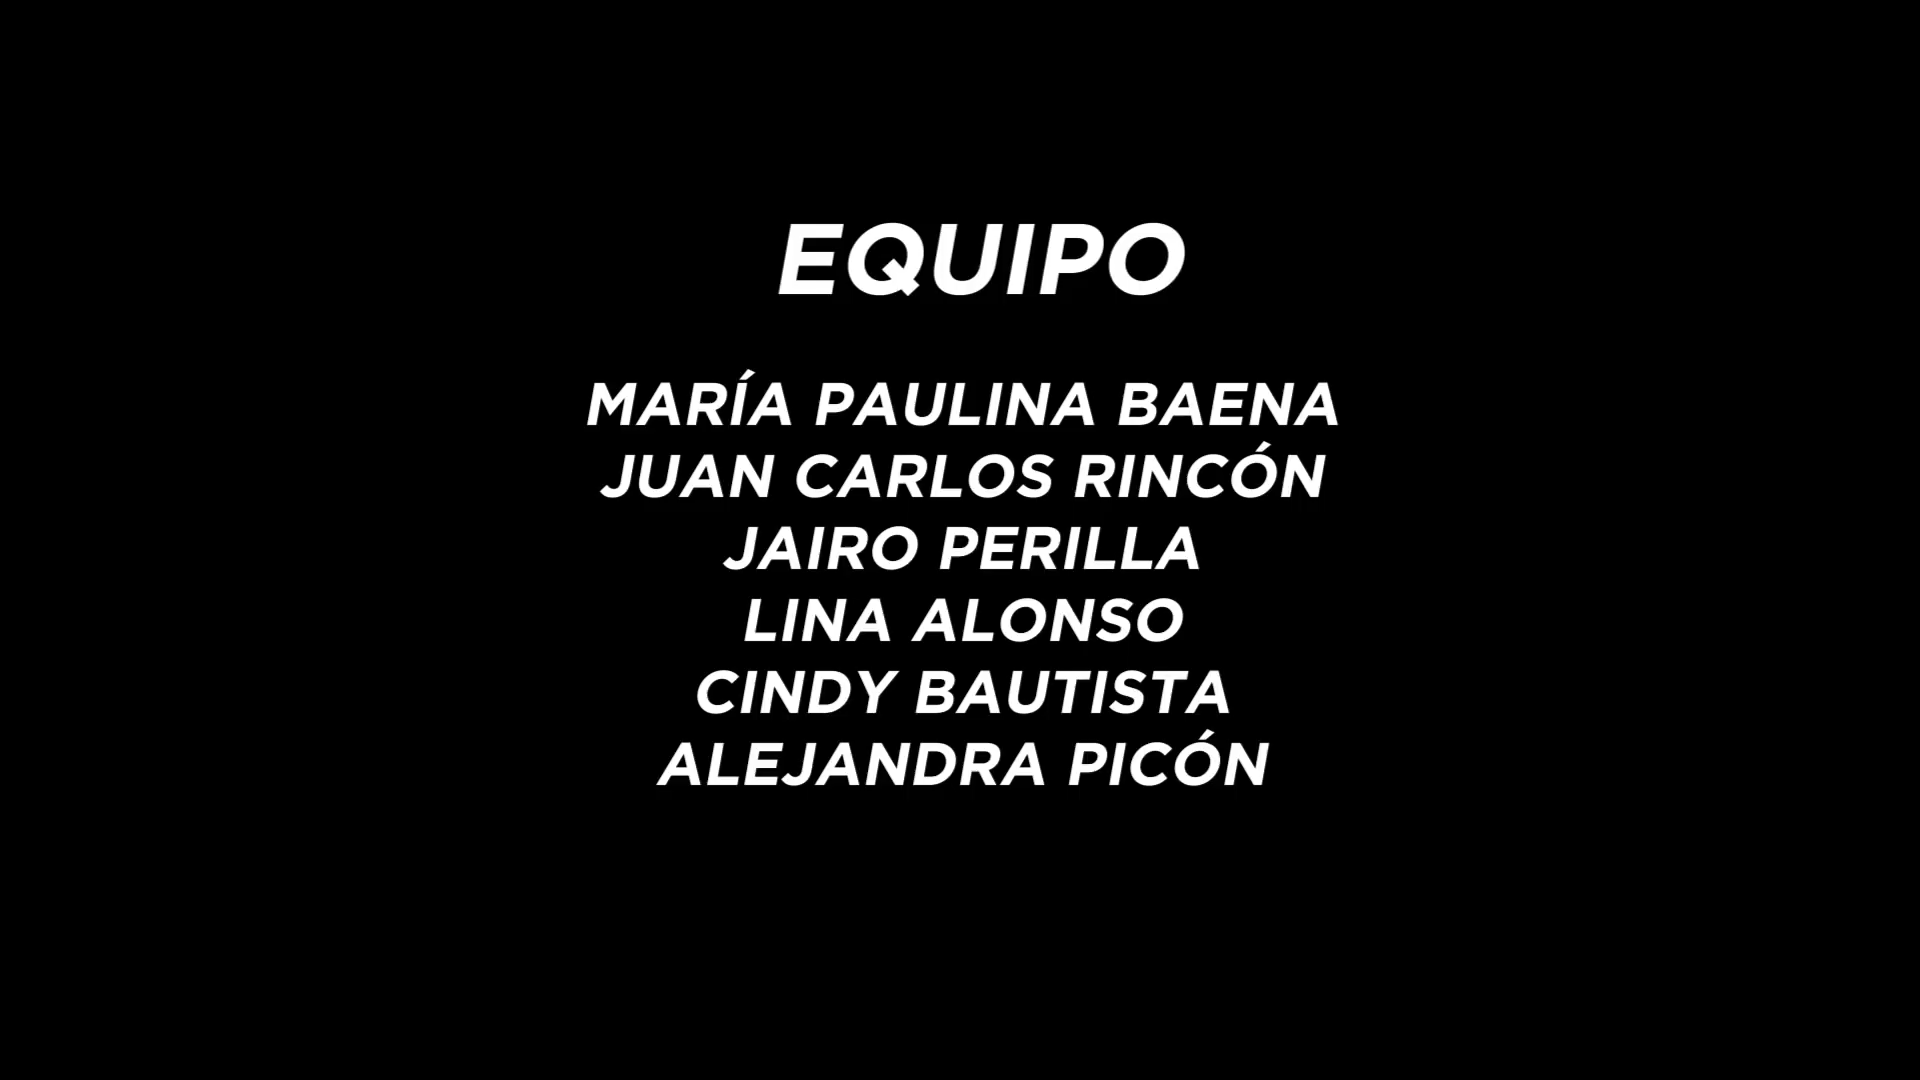 EQUIPO
MARÍA PAULINA BAENA
JUAN CARLOS RINCÓN
JAIRO PERILLA
LINA ALONSO
CINDY BAUTISTA
ALEJANDRA PICÓN